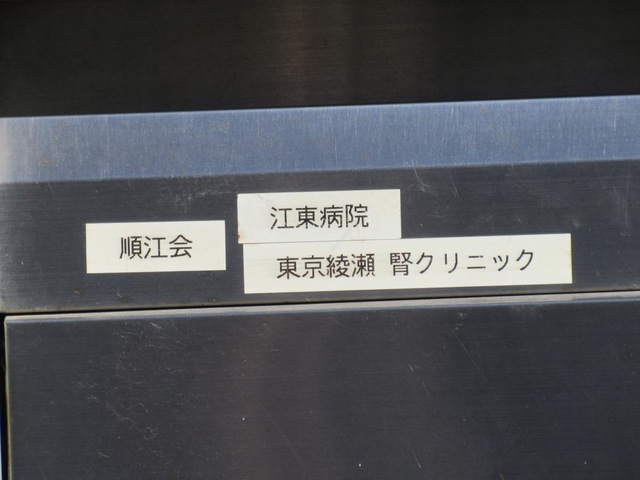 順江会
江東病院
東京綾瀬 腎クリニック